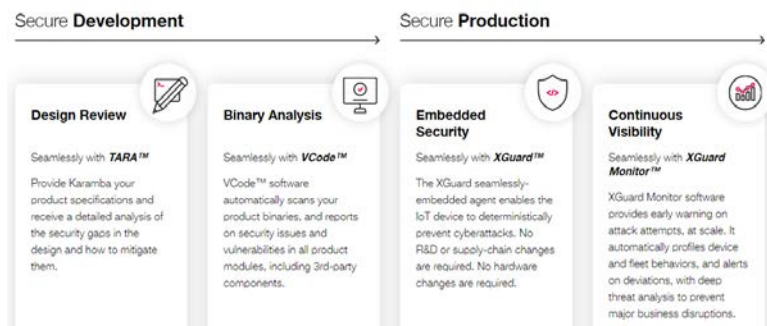 Secure Development
Secure Production
Design Review
Seamlessly with TARA™
Provide Karamba your
product specifications and
receive a detailed analysis of
the security gaps in the
design and how to mitigate
them.
Binary Analysis
Seamlessly with VCode™
VCode™ software
automatically scans your
product binaries, and reports
on security issues and
vulnerabilities in all product
modules, including 3rd-party
components.
Embedded
Security
Seamlessly with XGuard™
The XGuard seamlessly-
embedded agent enables the
IoT device to deterministically
prevent cyberattacks. No
R&D or supply-chain changes
are required. No hardware
changes are required.
Continuous
Visibility
Seamlessly with XGuard
Monitor™
XGuard Monitor software
provides early warning on
attack attempts, at scale. It
automatically profiles device
and fleet behaviors, and alerts
on deviations, with deep
threat analysis to prevent
major business disruptions.